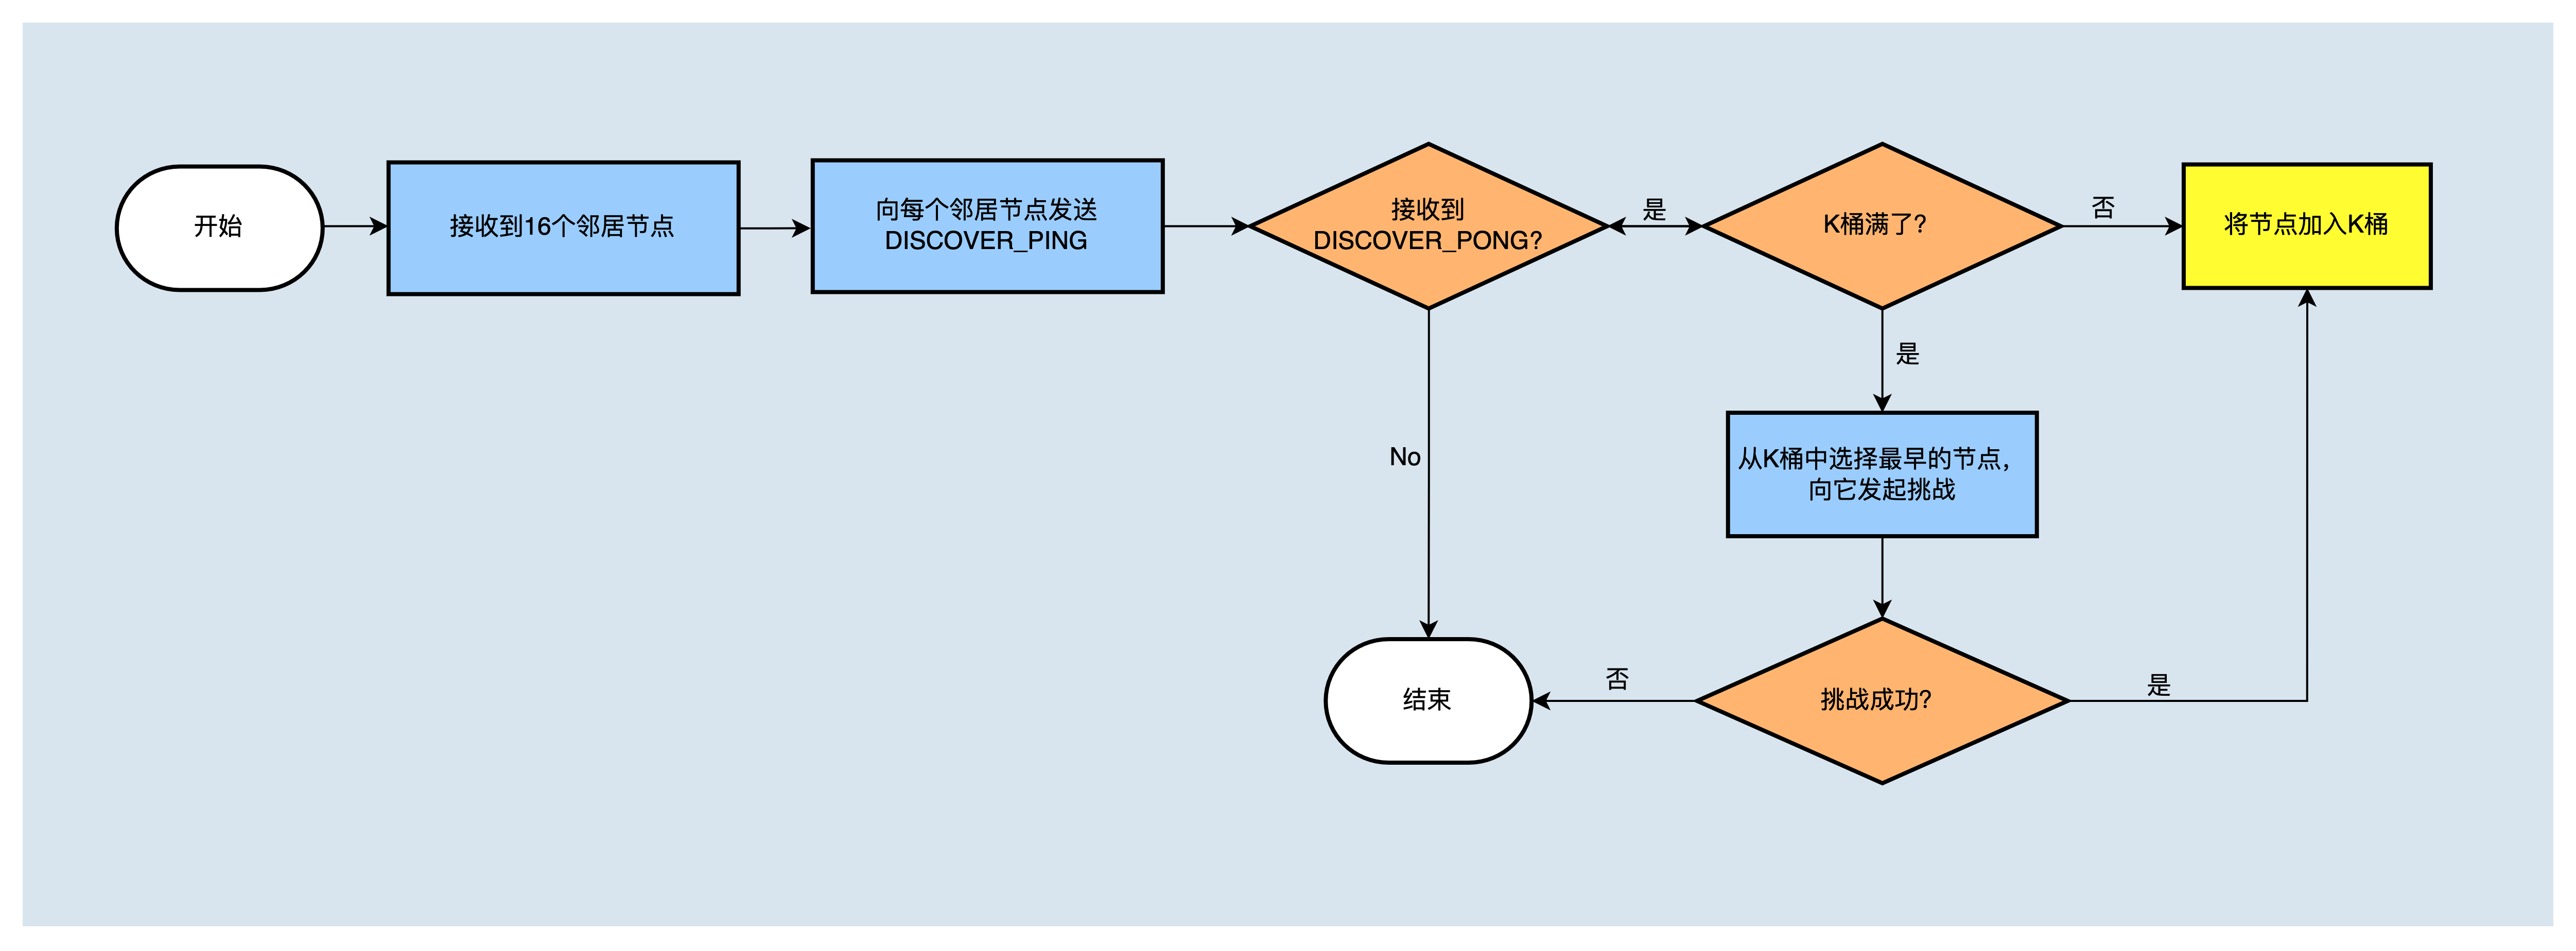 开始
接收到16个邻居节点
向每个邻居节点发送
DISCOVER_PING
接收到
DISCOVER_PONG?
是
K桶满了?
否
将节点加入K桶
是
No
从K桶中选择最早的节点，
向它发起挑战
结束
否
挑战成功?
是